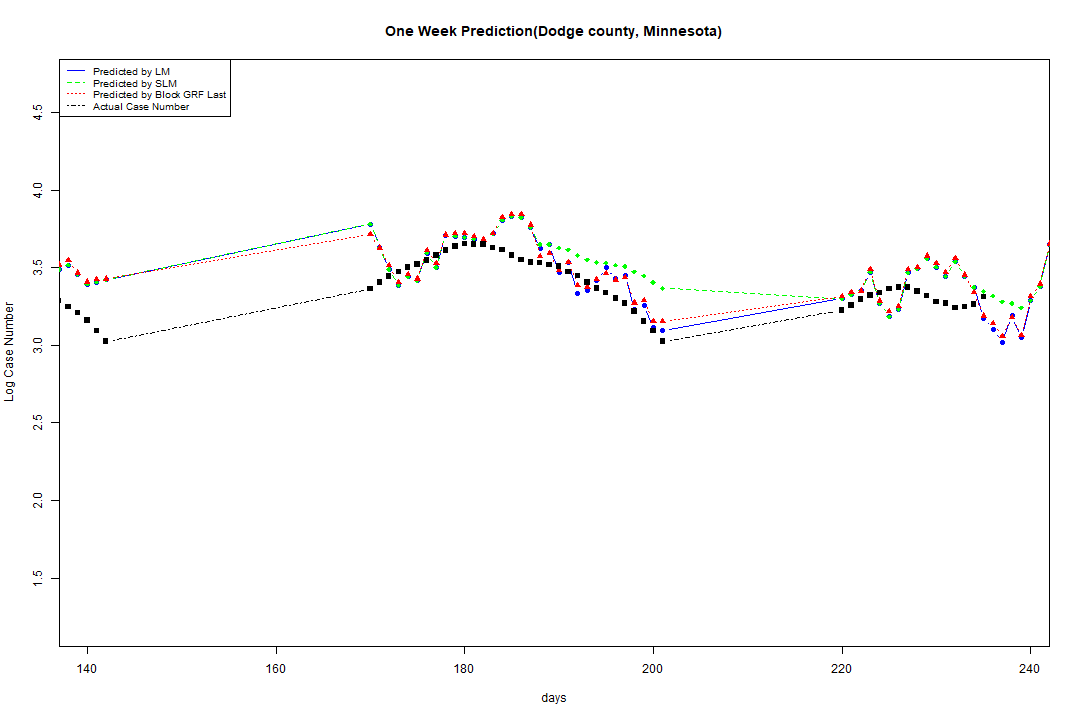 One Week Prediction(Dodge county, Minnesota)
Predicted by LM
Predicted by SLM
Predicted by Block GRF Last
Actual Case Number
Log Case Number
4.5
4.0
3.5
3.0
2.5
2.0
1.5
140 160 180 200 220 240
days